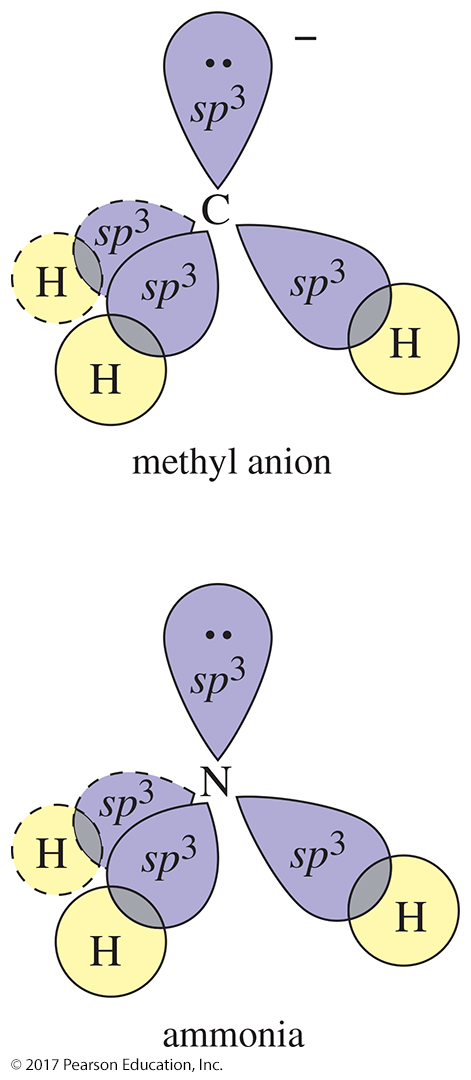 –
··
sp³
C
sp³
sp³
sp³
H
H
H
methyl anion
··
sp³
N
sp³
sp³
sp³
H
H
H
ammonia
© 2017 Pearson Education, Inc.